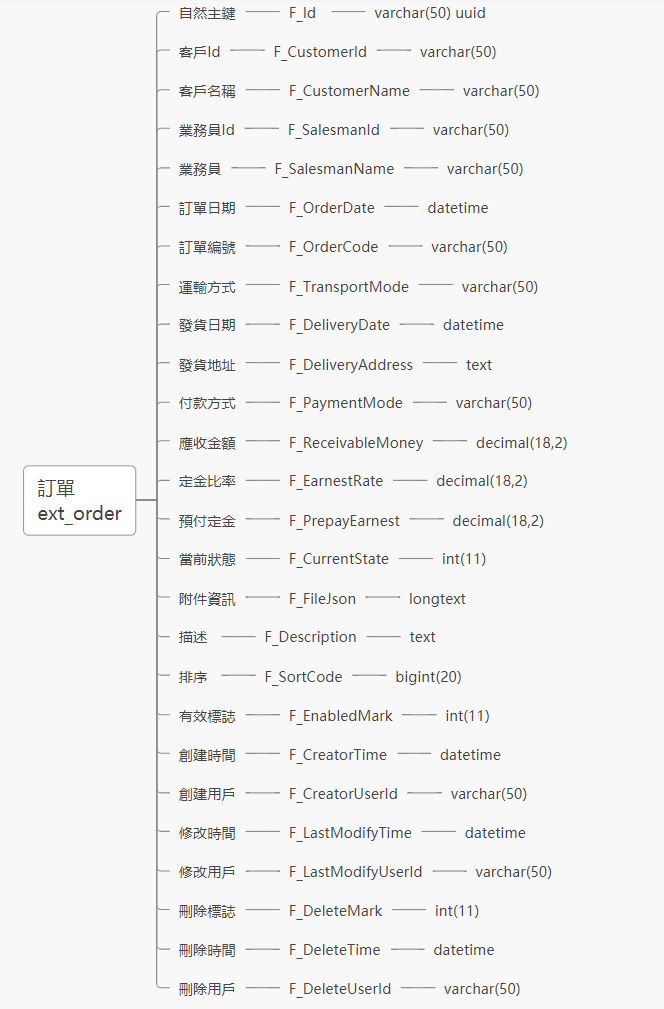 訂單
ext_order
自然主鍵 F_Id varchar(50) uuid
客戶Id F_CustomerId varchar(50)
客戶名稱 F_CustomerName varchar(50)
業務員Id F_SalesmanId varchar(50)
業務員 F_SalesmanName varchar(50)
訂單日期 F_OrderDate datetime
訂單編號 F_OrderCode varchar(50)
運輸方式 F_TransportMode varchar(50)
發貨日期 F_DeliveryDate datetime
發貨地址 F_DeliveryAddress text
付款方式 F_PaymentMode varchar(50)
應收金額 F_ReceivableMoney decimal(18,2)
定金比率 F_EarnestRate decimal(18,2)
預付定金 F_PrepayEarnest decimal(18,2)
當前狀態 F_CurrentState int(11)
附件資訊 F_FileJson longtext
描述 F_Description text
排序 F_SortCode bigint(20)
有效標誌 F_EnabledMark int(11)
創建時間 F_CreatorTime datetime
創建用戶 F_CreatorUserId varchar(50)
修改時間 F_LastModifyTime datetime
修改用戶 F_LastModifyUserId varchar(50)
刪除標誌 F_DeleteMark int(11)
刪除時間 F_DeleteTime datetime
刪除用戶 F_DeleteUserId varchar(50)